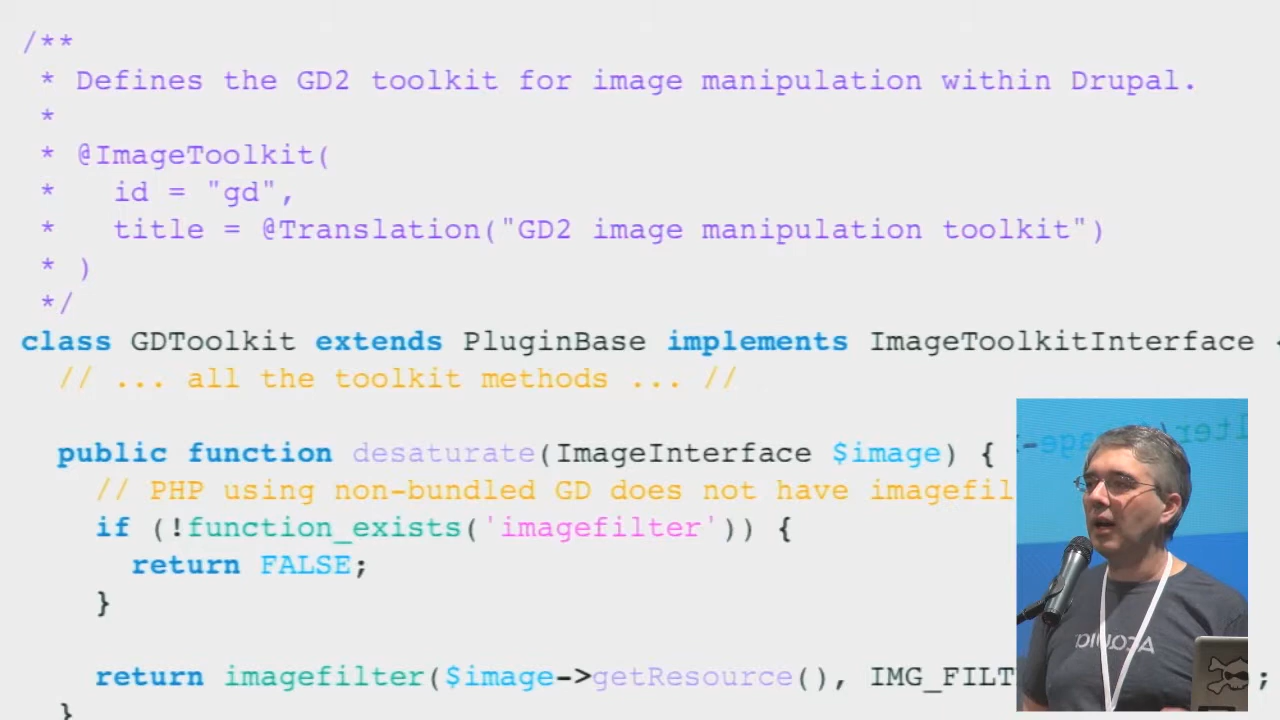 /**
 * Defines the GD2 toolkit for image manipulation within Drupal.
 *
 * @ImageToolkit(
 *   id = "gd",
 *   title = @Translation("GD2 image manipulation toolkit")
 * )
 */
class GDToolkit extends PluginBase implements ImageToolkitInterface {
  // ... all the toolkit methods ... //
  public function desaturate(ImageInterface $image) {
    // PHP using non-bundled GD does not have imagefil
    if (!function_exists('imagefilter')) {
      return FALSE;
    }
    return imagefilter($image->getResource(), IMG_FILT ;
  }
ACQUIA